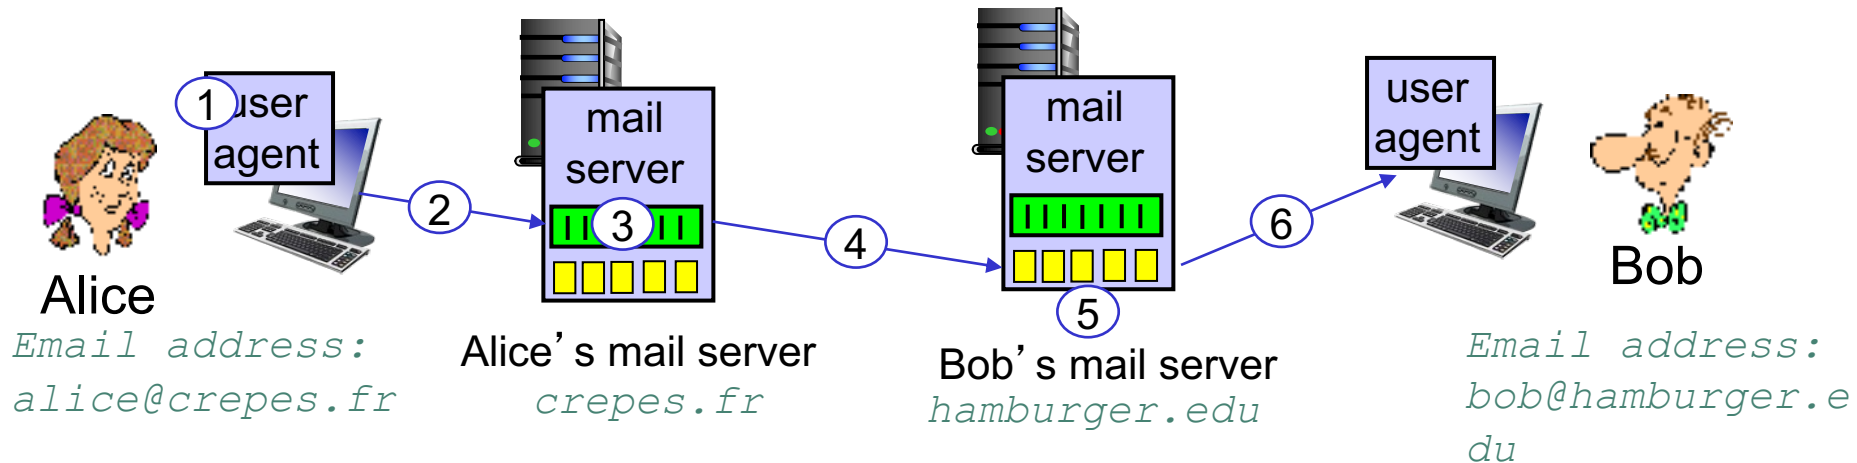 1
user
agent
2
mail
server
3
4
mail
server
5
6
user
agent
Alice
Email address:
alice@crepes.fr
Alice’s mail server
crepes.fr
Bob’s mail server
hamburger.edu
Bob
Email address:
bob@hamburger.e
du